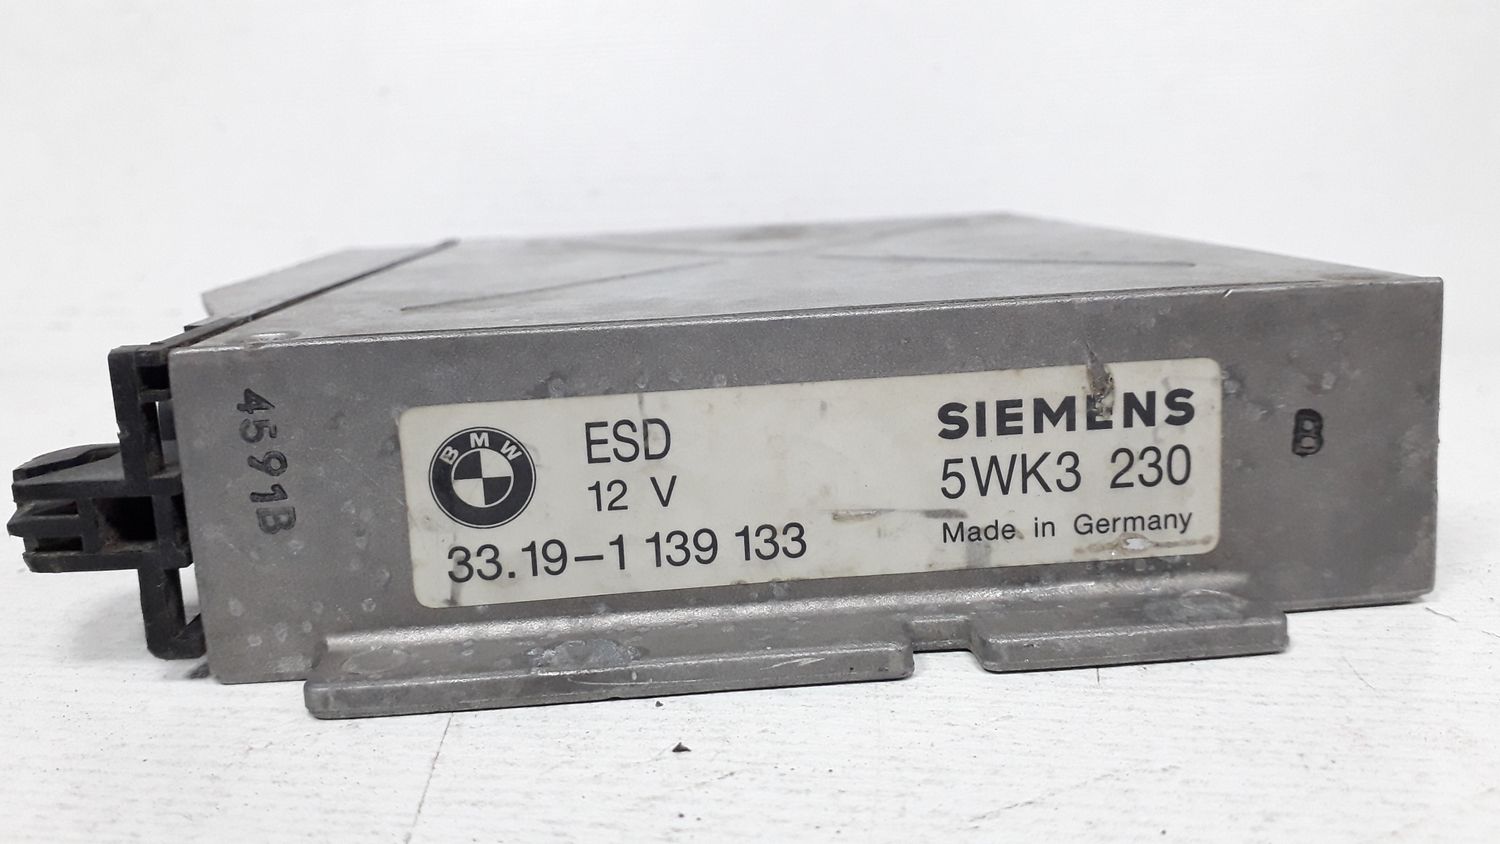 4591B
BMW
ESD
12 V
33.19-1 139 133
SIEMENS
5WK3 230
Made in Germany
B